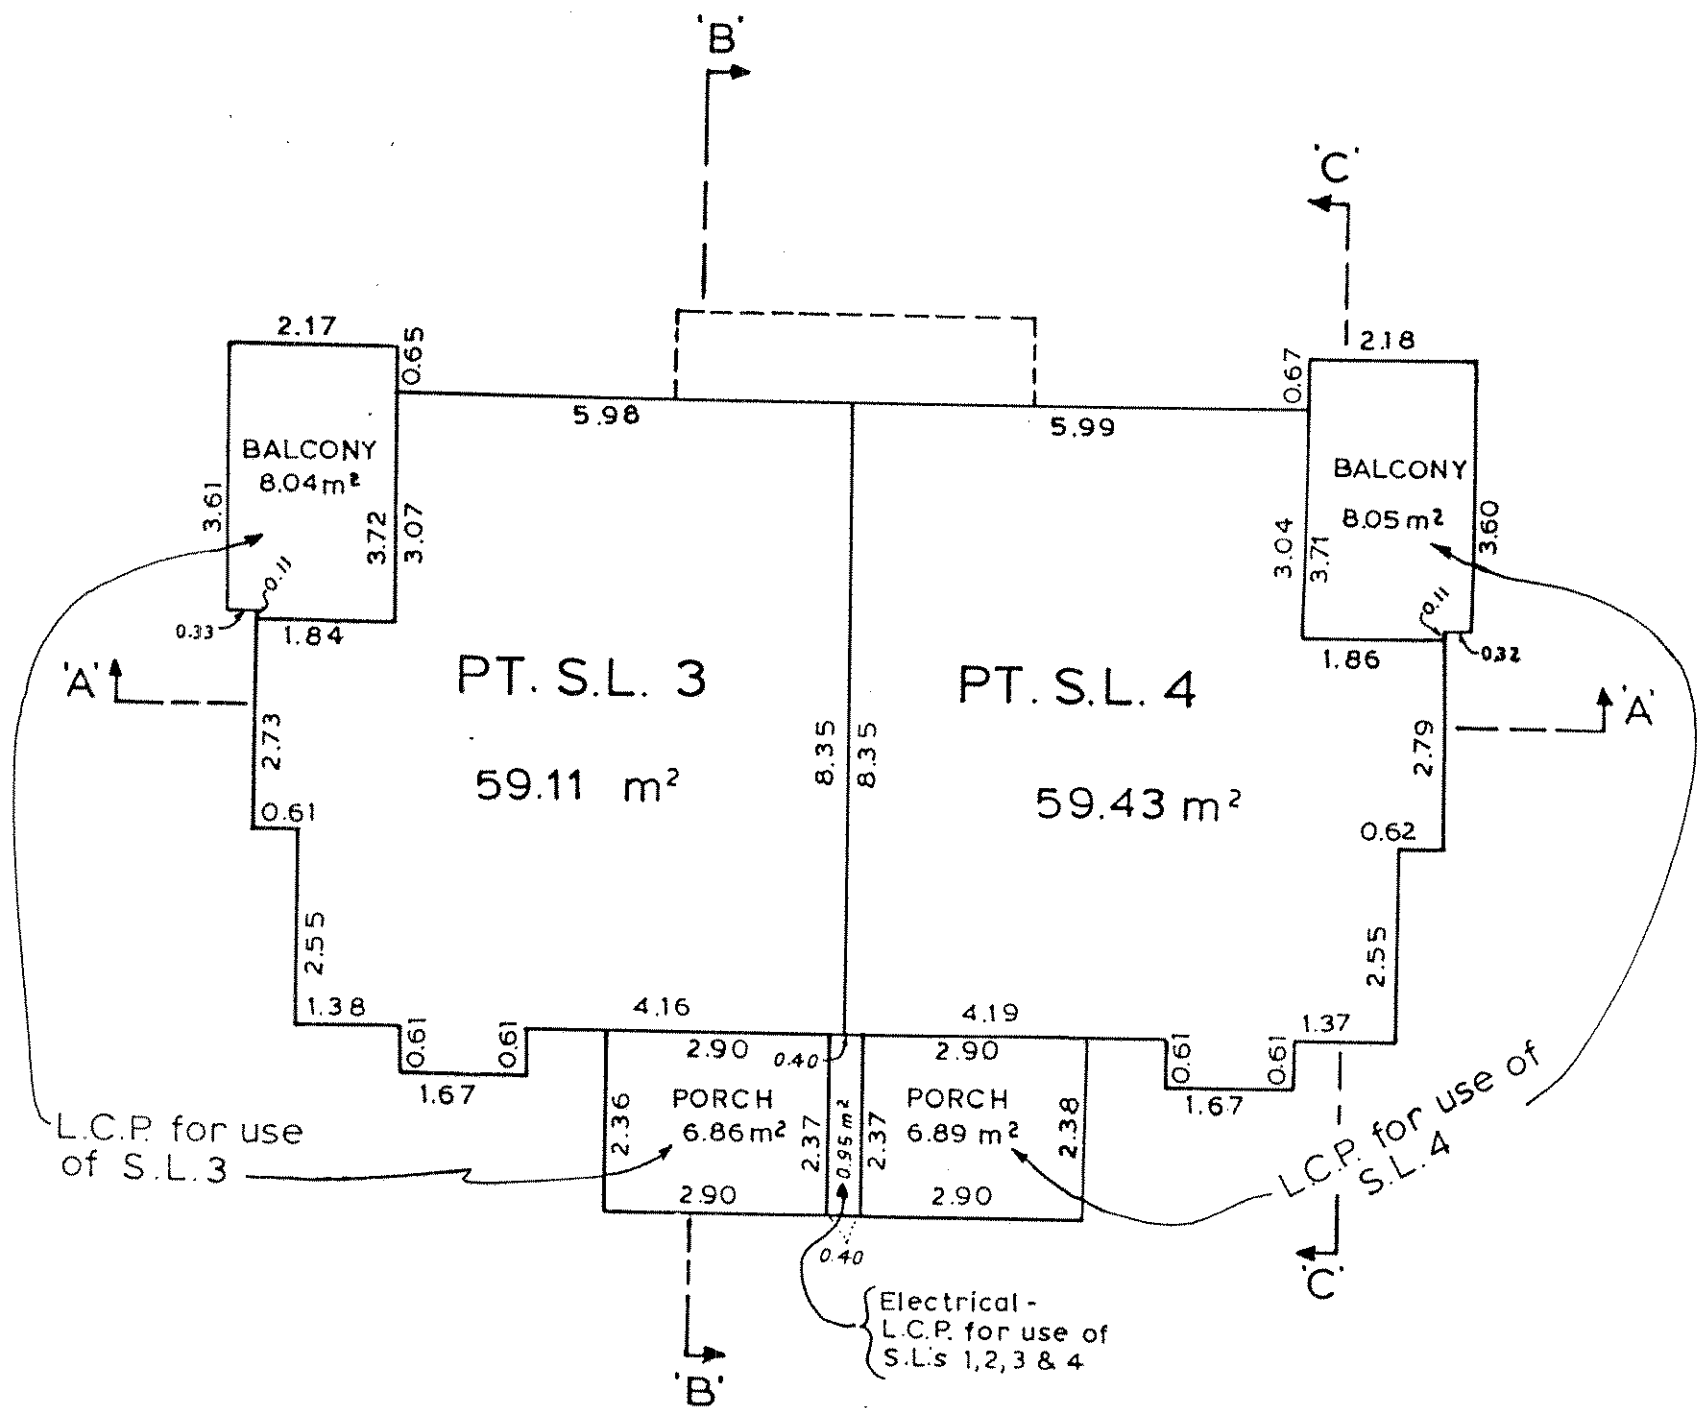 'B'
'C'
2.17
0.65
2.18
0.67
5.98
5.99
BALCONY
8.04 m²
BALCONY
8.05 m²
3.61
3.72
3.07
3.04
3.71
3.60
0.11
0.11
0.33
1.84
1.86
0.32
'A'
PT. S.L. 3
PT. S.L. 4
'A'
2.73
8.35
8.35
2.79
59.11 m²
59.43 m²
0.61
0.62
2.55
2.55
1.38
4.16
4.19
1.37
0.61
0.61
2.90
0.40
2.90
0.61
0.61
1.67
1.67
PORCH
6.86 m²
PORCH
6.89 m²
2.36
2.37
0.95 m²
2.37
2.38
L.C.P. for use
of S.L. 3
L.C.P. for use of
S.L. 4
2.90
2.90
0.40
'C'
Electrical -
L.C.P. for use of
S.L.'s 1,2,3 & 4
'B'